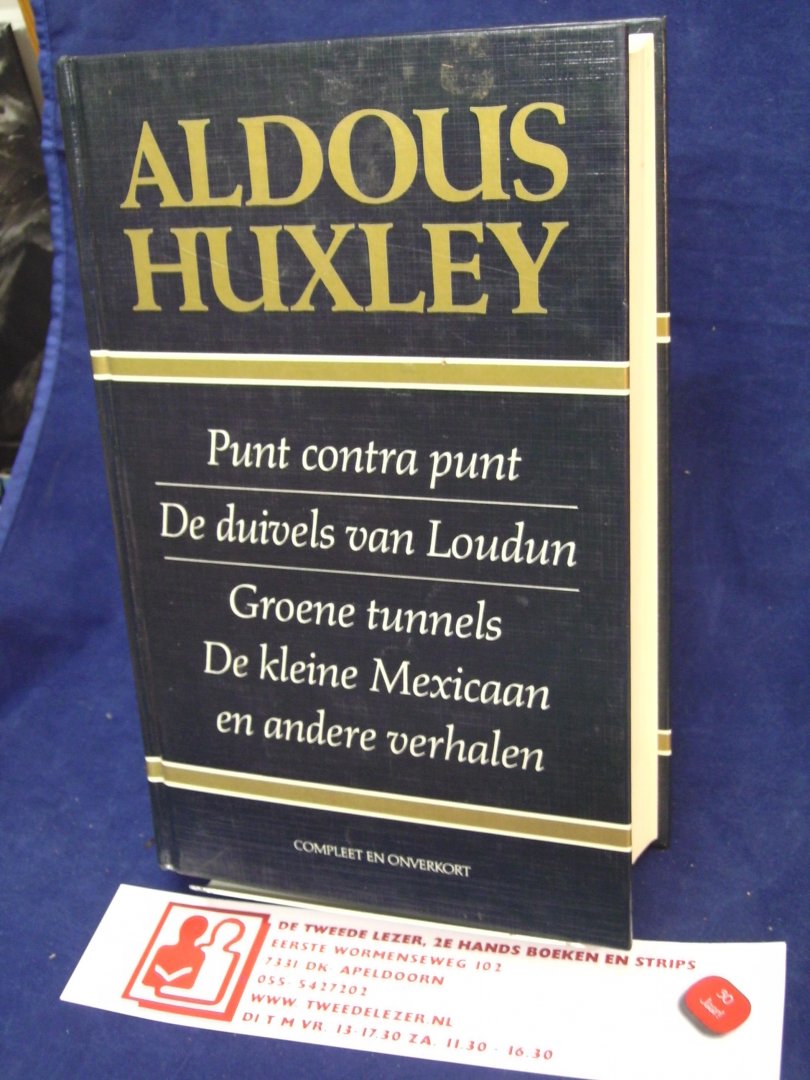 ALDOUS
HUXLEY
Punt contra punt
De duivels van Loudun
Groene tunnels
De kleine Mexicaan
en andere verhalen
COMPLEET EN ONVERKORT
DE TWEEDE LEZER, 2E HANDS BOEKEN EN STRIPS
EERSTE WORMENSEWEG 102
7331 DK· APELDOORN
055- 5427202
WWW. TWEEDELEZER.NL
DI T M VR. 13-17.30 ZA. 11.30 - 16.30
30
Jaar!